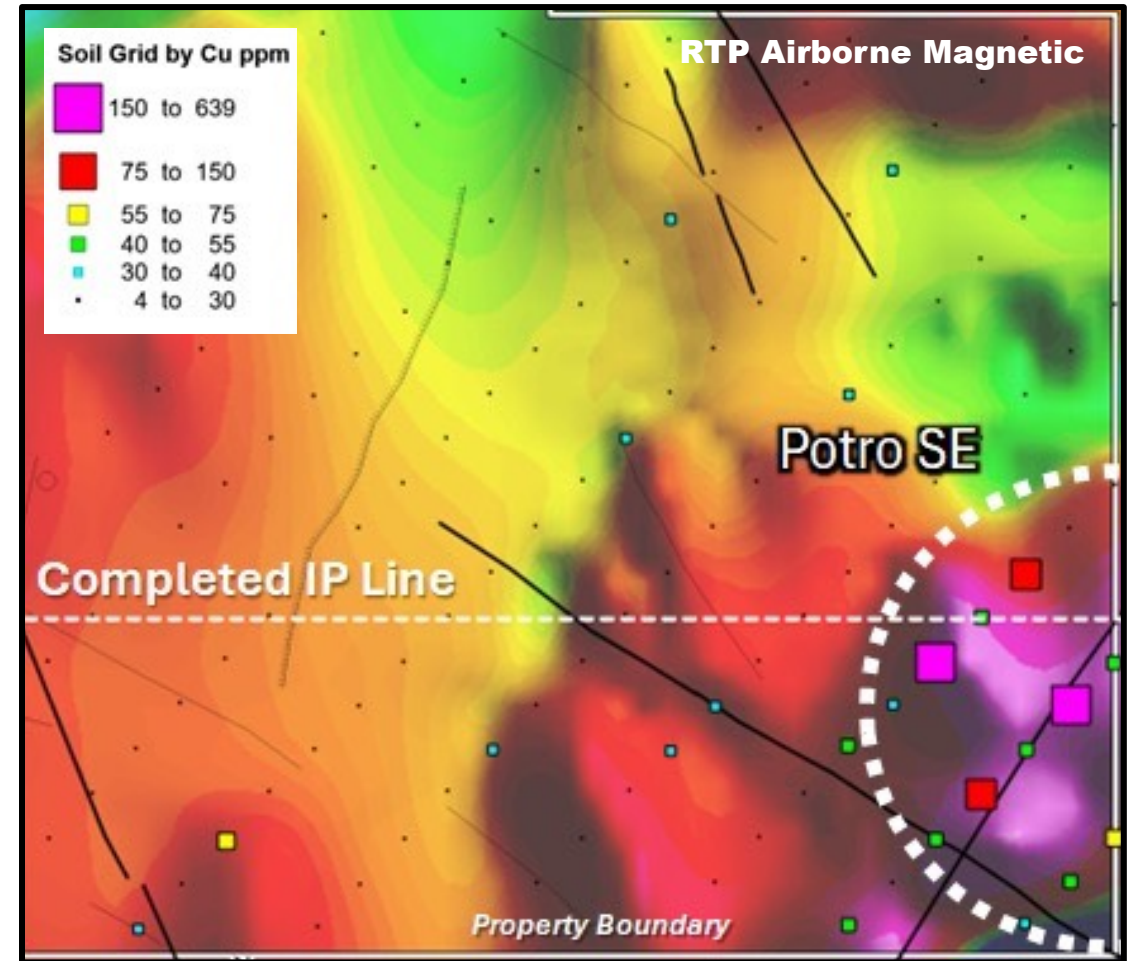 Soil Grid by Cu ppm
RTP Airborne Magnetic
150 to 639
75 to 150
55 to 75
40 to 55
30 to 40
4 to 30
Potro SE
Completed IP Line
Property Boundary